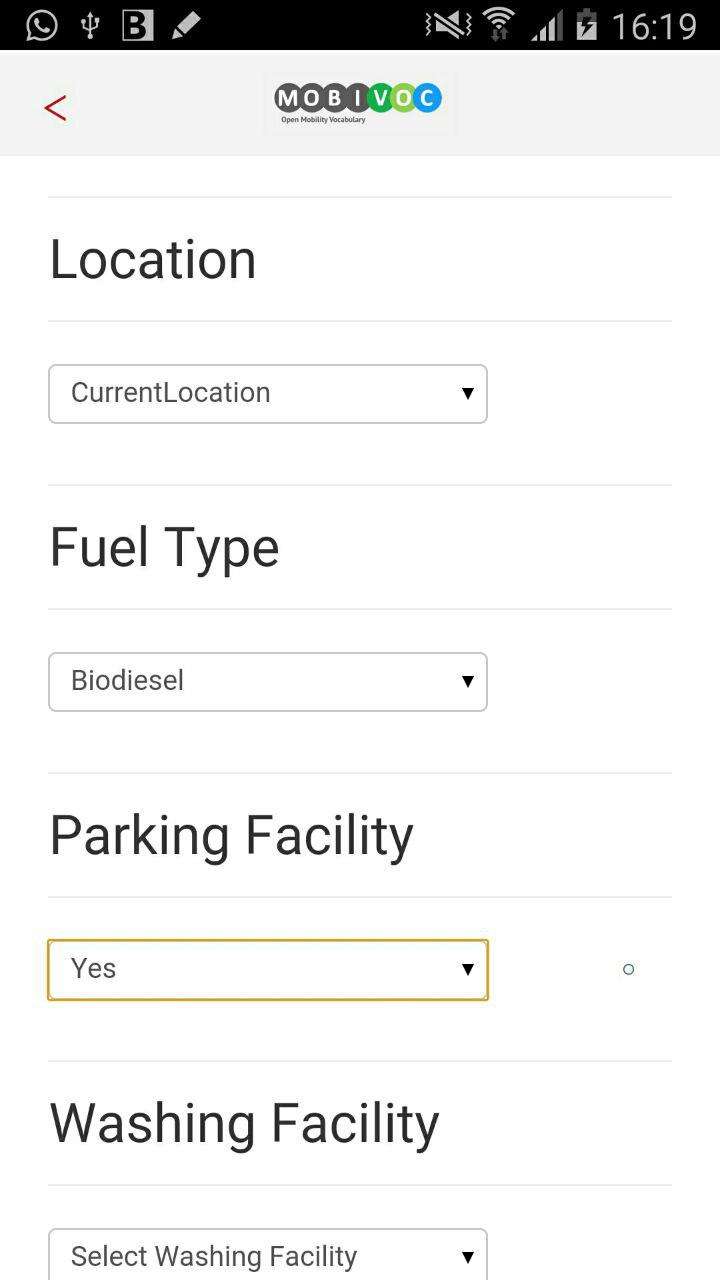 16:19
<
MOBIVOC
Open Mobility Vocabulary
Location
CurrentLocation
Fuel Type
Biodiesel
Parking Facility
Yes
Washing Facility
Select Washing Facility